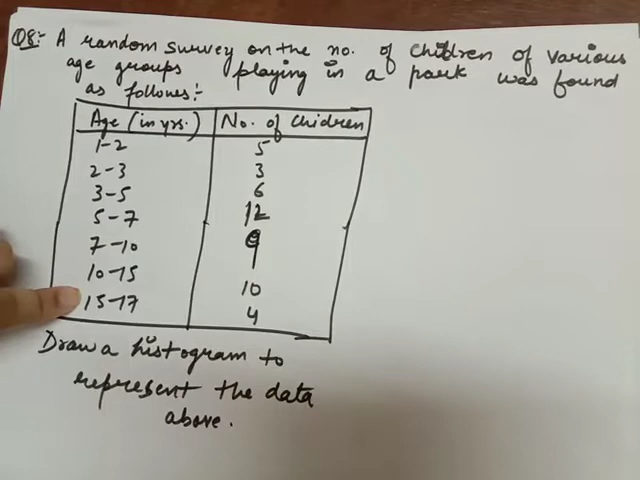 Q8:- A random survey on the no. of children of various
age groups playing in a park was found
as follows:-
Age (in yrs.) No. of children
1-2 5
2-3 3
3-5 6
5-7 12
7-10 9
10-15 10
15-17 4
Draw a histogram to
represent the data
above.